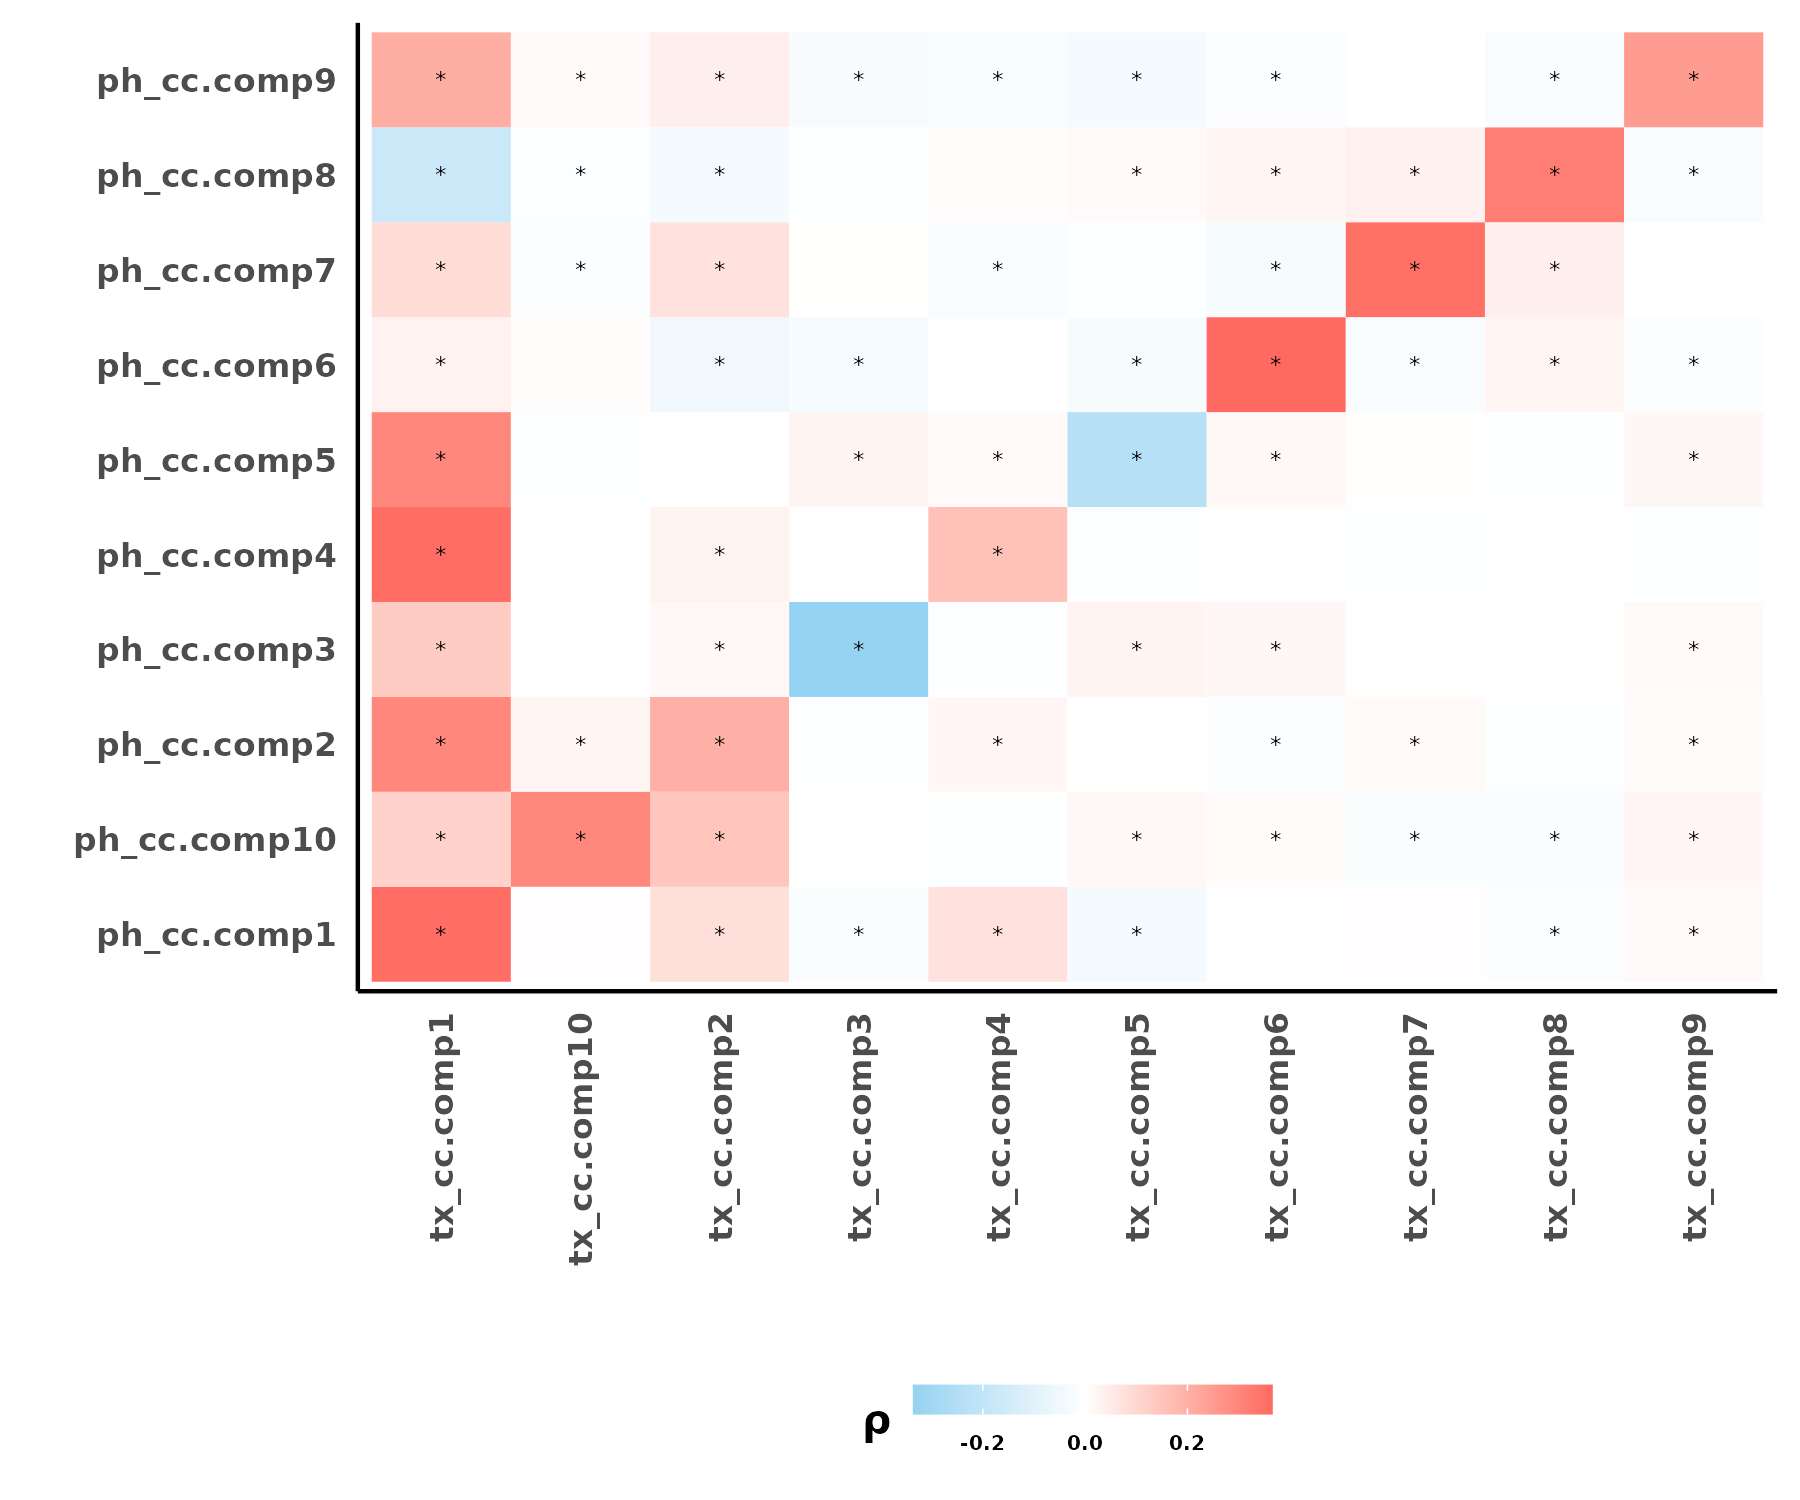 ph_cc.comp9 * * * * * * * * *
ph_cc.comp8 * * * * * * * *
ph_cc.comp7 * * * * * * *
ph_cc.comp6 * * * * * * * *
ph_cc.comp5 * * * * * *
ph_cc.comp4 * * *
ph_cc.comp3 * * * * * *
ph_cc.comp2 * * * * * * *
ph_cc.comp10 * * * * * * * *
ph_cc.comp1 * * * * * * *
tx_cc.comp1
tx_cc.comp10
tx_cc.comp2
tx_cc.comp3
tx_cc.comp4
tx_cc.comp5
tx_cc.comp6
tx_cc.comp7
tx_cc.comp8
tx_cc.comp9
ρ
-0.2 0.0 0.2